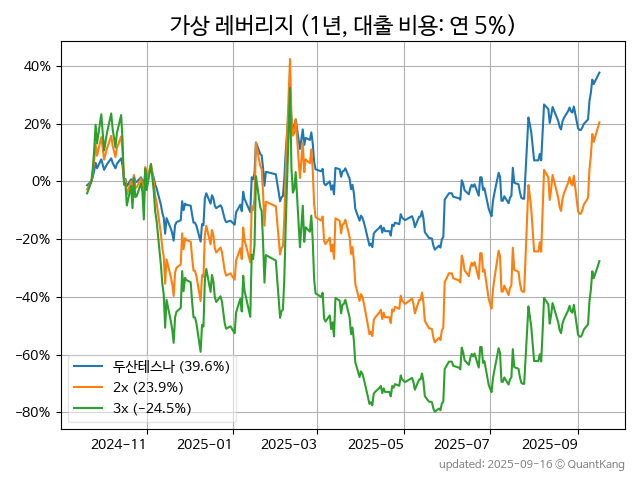 가상 레버리지 (1년, 대출 비용: 연 5%)
40%
20%
0%
−20%
−40%
−60%
−80%
두산테스나 (39.6%)
2x (23.9%)
3x (−24.5%)
2024-11
2025-01
2025-03
2025-05
2025-07
2025-09
updated: 2025-09-16 © QuantKang